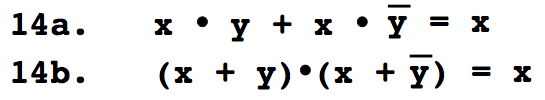 14a. x • y + x • y̅ = x
14b. (x + y)•(x + y̅) = x